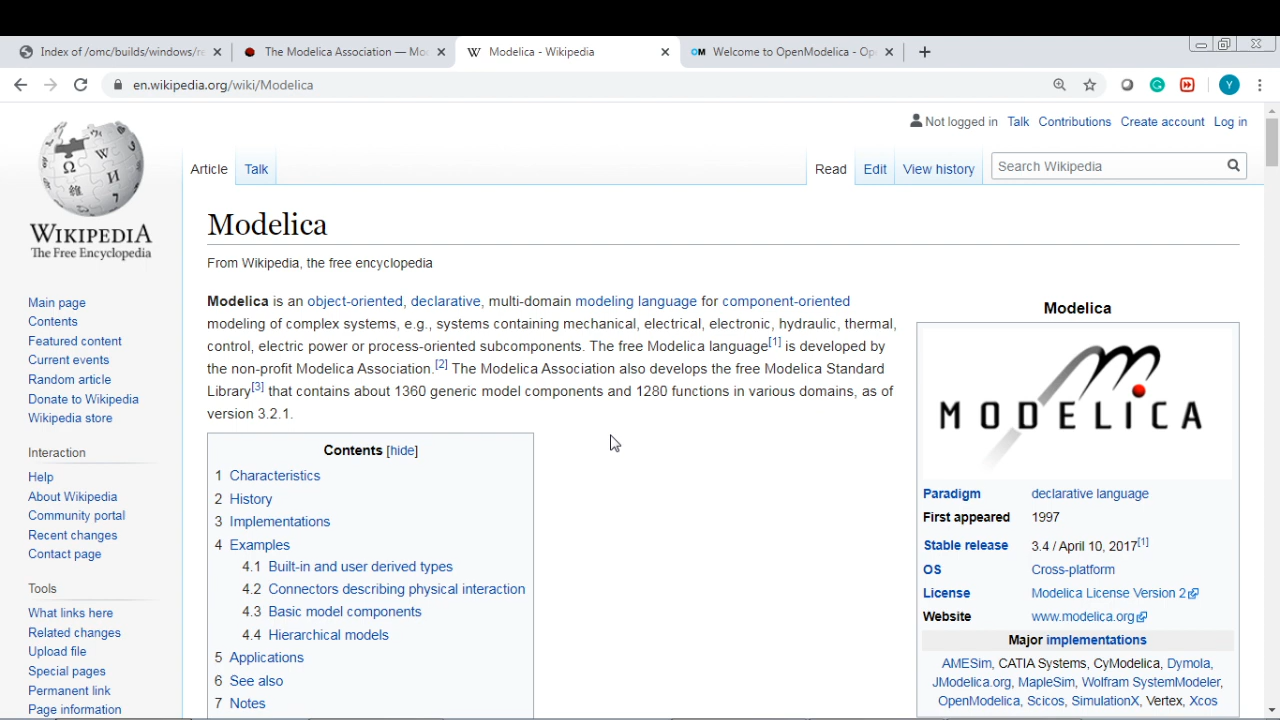 Index of /omc/builds/windows/re
The Modelica Association — Mo
Modelica - Wikipedia
Welcome to OpenModelica - Op
en.wikipedia.org/wiki/Modelica
Y
Not logged in Talk Contributions Create account Log in
Article Talk
Read Edit View history
Search Wikipedia
WIKIPEDIA
The Free Encyclopedia
Main page
Contents
Featured content
Current events
Random article
Donate to Wikipedia
Wikipedia store
Interaction
Help
About Wikipedia
Community portal
Recent changes
Contact page
Tools
What links here
Related changes
Upload file
Special pages
Permanent link
Page information
Modelica
From Wikipedia, the free encyclopedia
Modelica is an object-oriented, declarative, multi-domain modeling language for component-oriented
modeling of complex systems, e.g., systems containing mechanical, electrical, electronic, hydraulic, thermal,
control, electric power or process-oriented subcomponents. The free Modelica language[1] is developed by
the non-profit Modelica Association.[2] The Modelica Association also develops the free Modelica Standard
Library[3] that contains about 1360 generic model components and 1280 functions in various domains, as of
version 3.2.1.
Contents [hide]
1 Characteristics
2 History
3 Implementations
4 Examples
4.1 Built-in and user derived types
4.2 Connectors describing physical interaction
4.3 Basic model components
4.4 Hierarchical models
5 Applications
6 See also
7 Notes
Modelica
MODELiCA
Paradigm declarative language
First appeared 1997
Stable release 3.4 / April 10, 2017[1]
OS Cross-platform
License Modelica License Version 2
Website www.modelica.org
Major implementations
AMESim, CATIA Systems, CyModelica, Dymola,
JModelica.org, MapleSim, Wolfram SystemModeler,
OpenModelica, Scicos, SimulationX, Vertex, Xcos